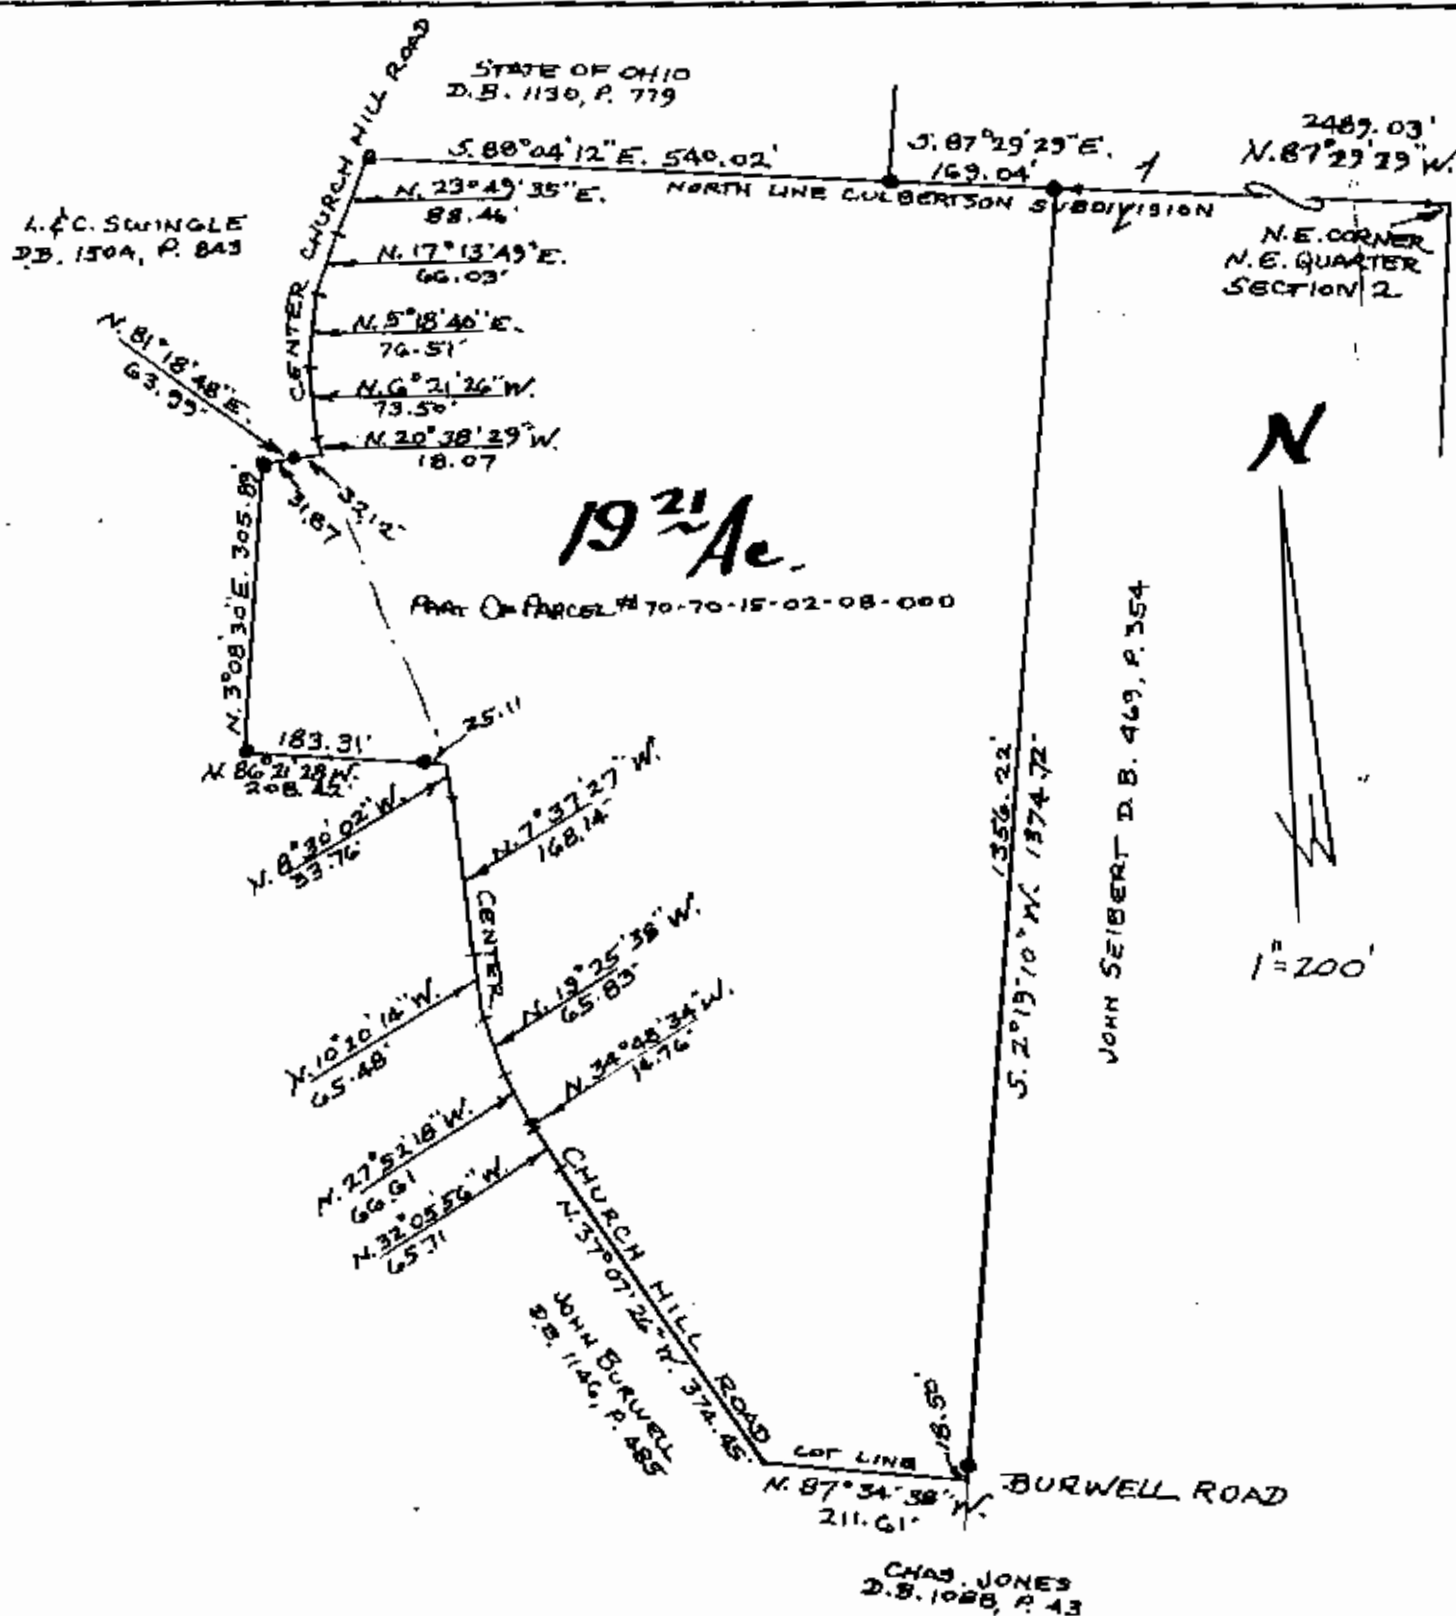 STATE OF OHIO
D.B. 1130, P. 779
CENTER CHURCH HILL ROAD
S. 88°04'12"E. 540.02'
S. 87°29'29"E.
169.04'
2489.03'
N. 87°29'29"W.
NORTH LINE CULBERTSON SUBDIVISION
N.E. CORNER
N.E. QUARTER
SECTION 2
L. & C. SWINGLE
D.B. 1504, P. 843
N. 23°49'35"E.
88.46'
N. 17°13'49"E.
66.03'
N. 5°18'40"E.
76.51'
N. 6°21'26"W.
73.50'
N. 20°38'29"W.
18.07
N. 81°18'48"E.
63.99'
31.87
32.12'
N
19 21 Ac.
PART OF PARCEL # 70-70-15-02-08-000
N. 3°08'30"E. 305.89'
183.31'
25.11
N. 86°21'28"W.
208.42'
N. 8°30'02"W.
33.76'
N. 7°37'27"W.
168.14'
CENTER
N. 10°20'14"W.
65.48'
N. 19°25'38"W.
65.83'
N. 34°48'34"W.
14.76'
N. 27°52'18"W.
66.61
N. 32°05'56"W.
65.71
CHURCH HILL ROAD
N. 37°07'26"W. 374.45'
JOHN BURWELL
D.B. 1146, P. 485
1356.22'
S. 2°19'10"W. 1374.72'
JOHN SEIBERT D.B. 469, P. 354
1"=200'
18.50'
LOT LINE
N. 87°34'38"W.
211.61'
BURWELL ROAD
CHAS. JONES
D.B. 1088, P. 43